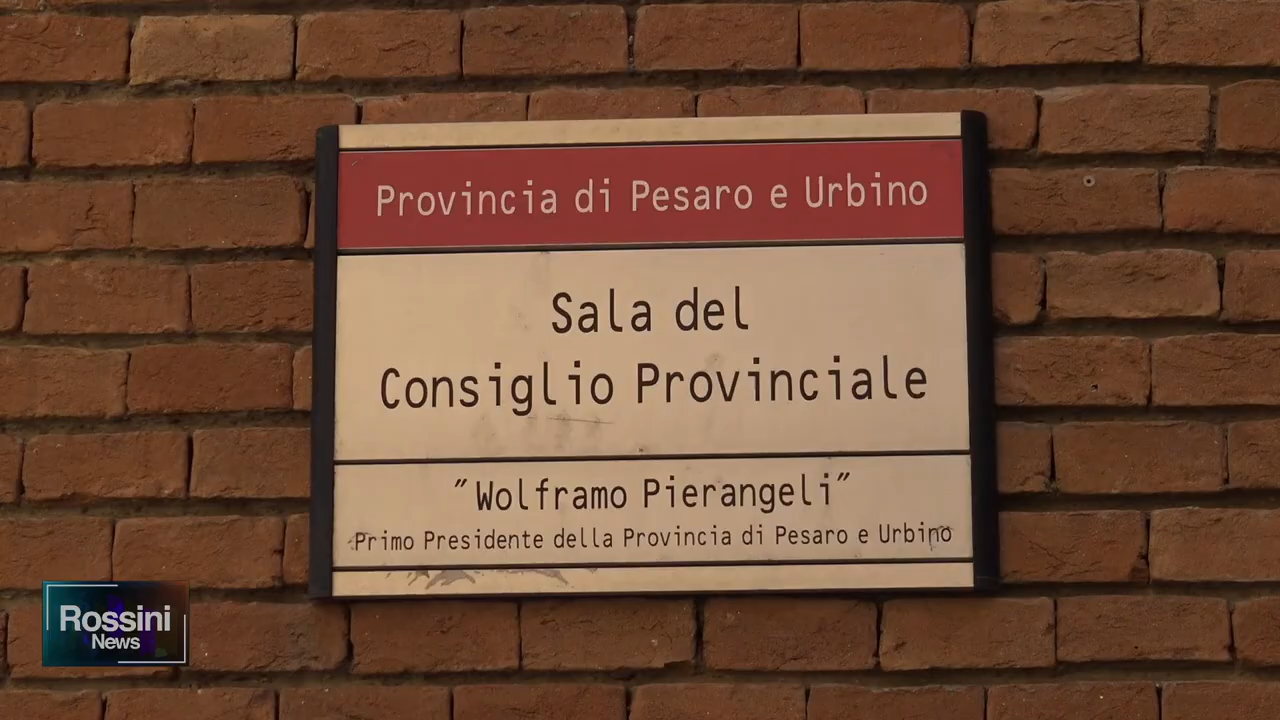 Provincia di Pesaro e Urbino
Sala del
Consiglio Provinciale
"Wolframo Pierangeli"
Primo Presidente della Provincia di Pesaro e Urbino
Rossini
News